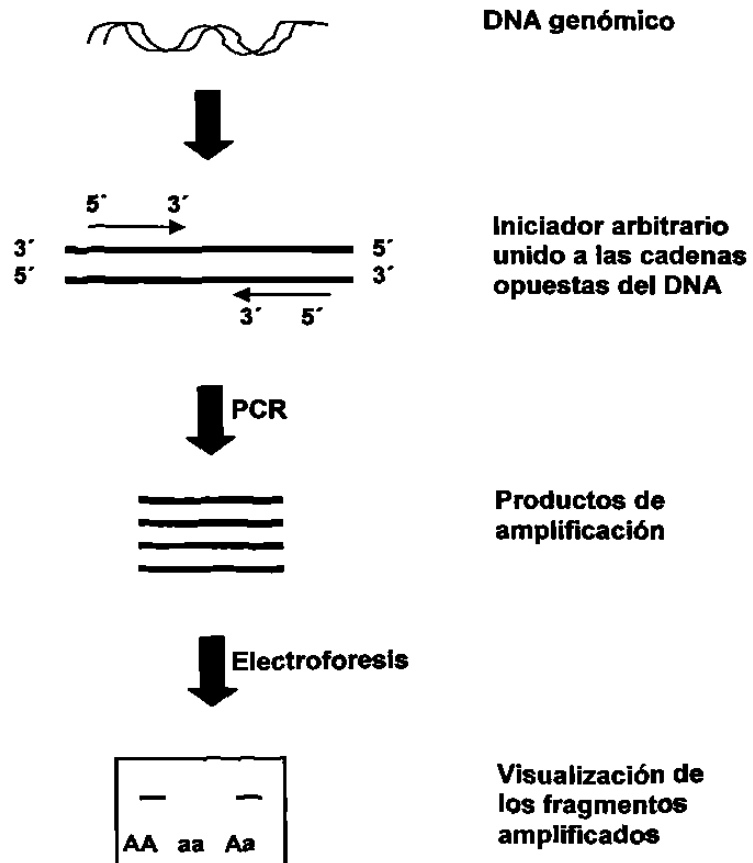 DNA genómico
5´ 3´
3´ 5´
5´ 3´
3´ 5´
Iniciador arbitrario
unido a las cadenas
opuestas del DNA
PCR
Productos de
amplificación
Electroforesis
AA aa Aa
Visualización de
los fragmentos
amplificados